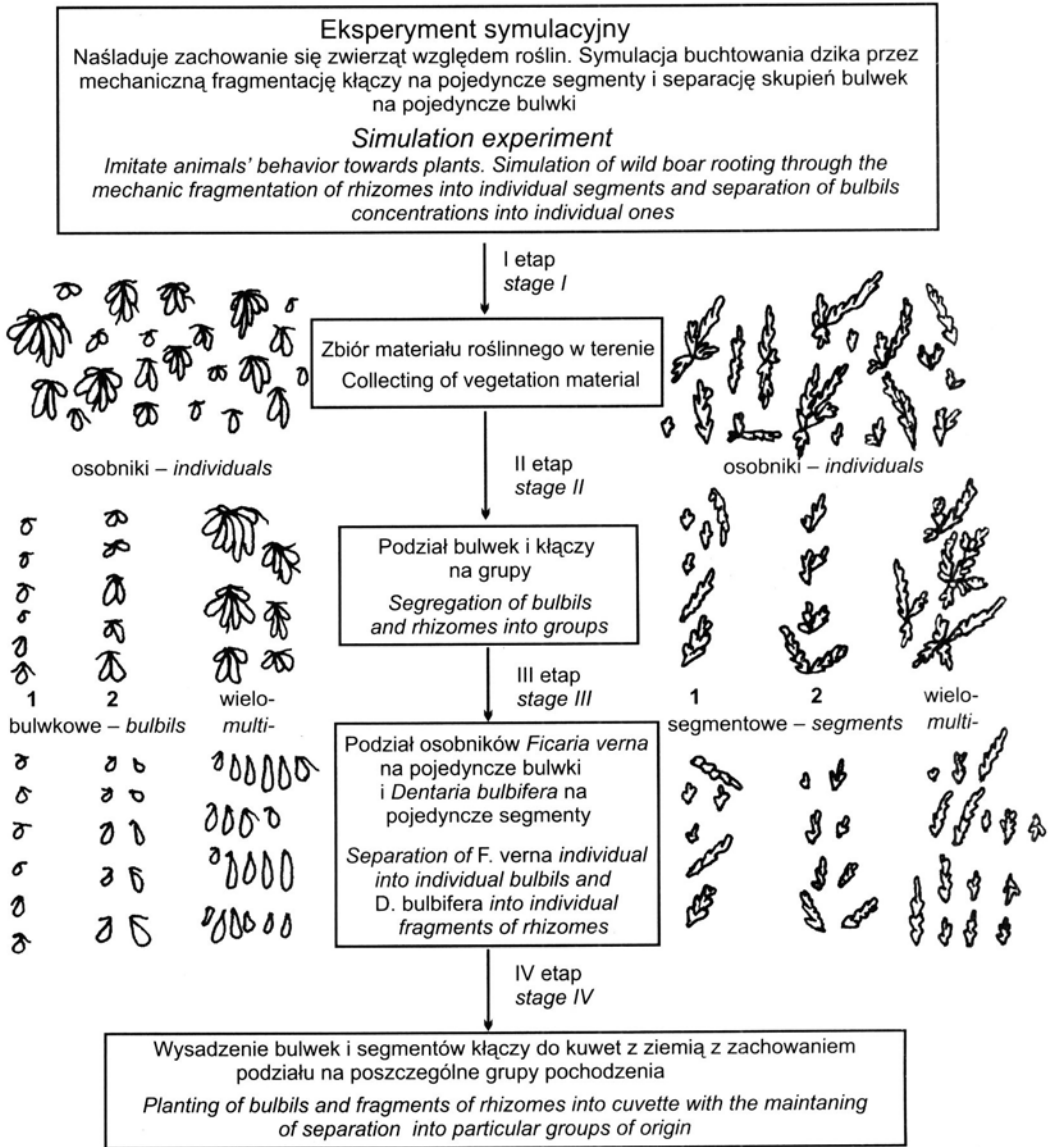 Eksperyment symulacyjny
Naśladuje zachowanie się zwierząt względem roślin. Symulacja buchtowania dzika przez
mechaniczną fragmentację kłączy na pojedyncze segmenty i separację skupień bulwek
na pojedyncze bulwki
Simulation experiment
Imitate animals' behavior towards plants. Simulation of wild boar rooting through the
mechanic fragmentation of rhizomes into individual segments and separation of bulbils
concentrations into individual ones
I etap
stage I
Zbiór materiału roślinnego w terenie
Collecting of vegetation material
osobniki – individuals
osobniki – individuals
II etap
stage II
Podział bulwek i kłączy
na grupy
Segregation of bulbils
and rhizomes into groups
III etap
stage III
1 2 wielo-
bulwkowe – bulbils multi-
1 2 wielo-
segmentowe – segments multi-
Podział osobników Ficaria verna
na pojedyncze bulwki
i Dentaria bulbifera na
pojedyncze segmenty
Separation of F. verna individual
into individual bulbils and
D. bulbifera into individual
fragments of rhizomes
IV etap
stage IV
Wysadzenie bulwek i segmentów kłączy do kuwet z ziemią z zachowaniem
podziału na poszczególne grupy pochodzenia
Planting of bulbils and fragments of rhizomes into cuvette with the maintaning
of separation into particular groups of origin